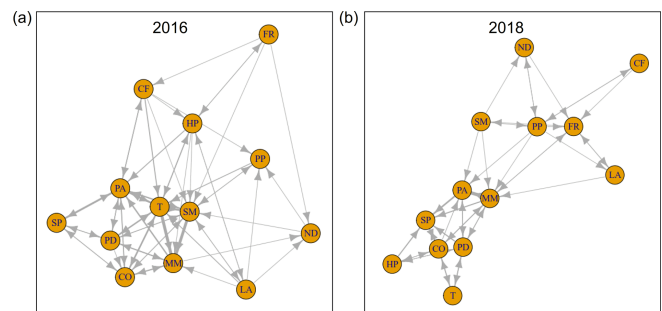 (a)
2016
FR
CF
HP
PP
PA
T
SM
SP
PD
ND
MM
CO
LA
(b)
2018
ND
CF
SM
PP
FR
LA
PA
MM
SP
CO
PD
HP
T